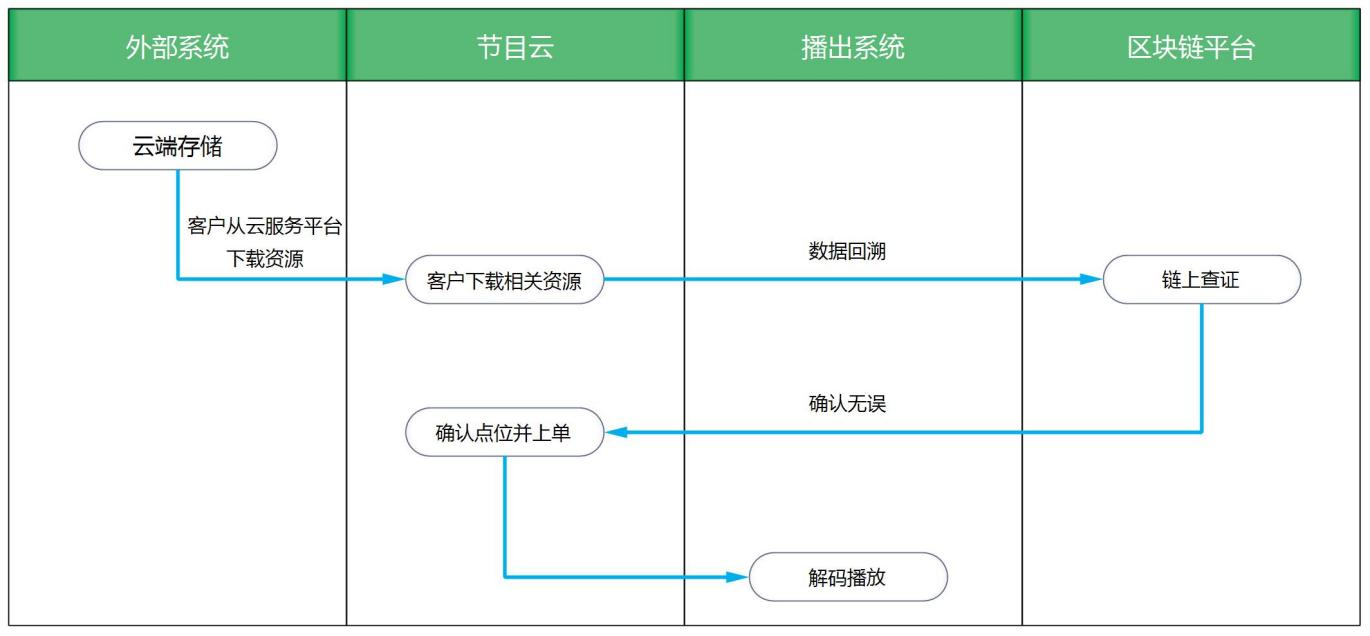 外部系统
节目云
播出系统
区块链平台
云端存储
客户从云服务平台
下载资源
客户下载相关资源
数据回溯
链上查证
确认无误
确认点位并上单
解码播放